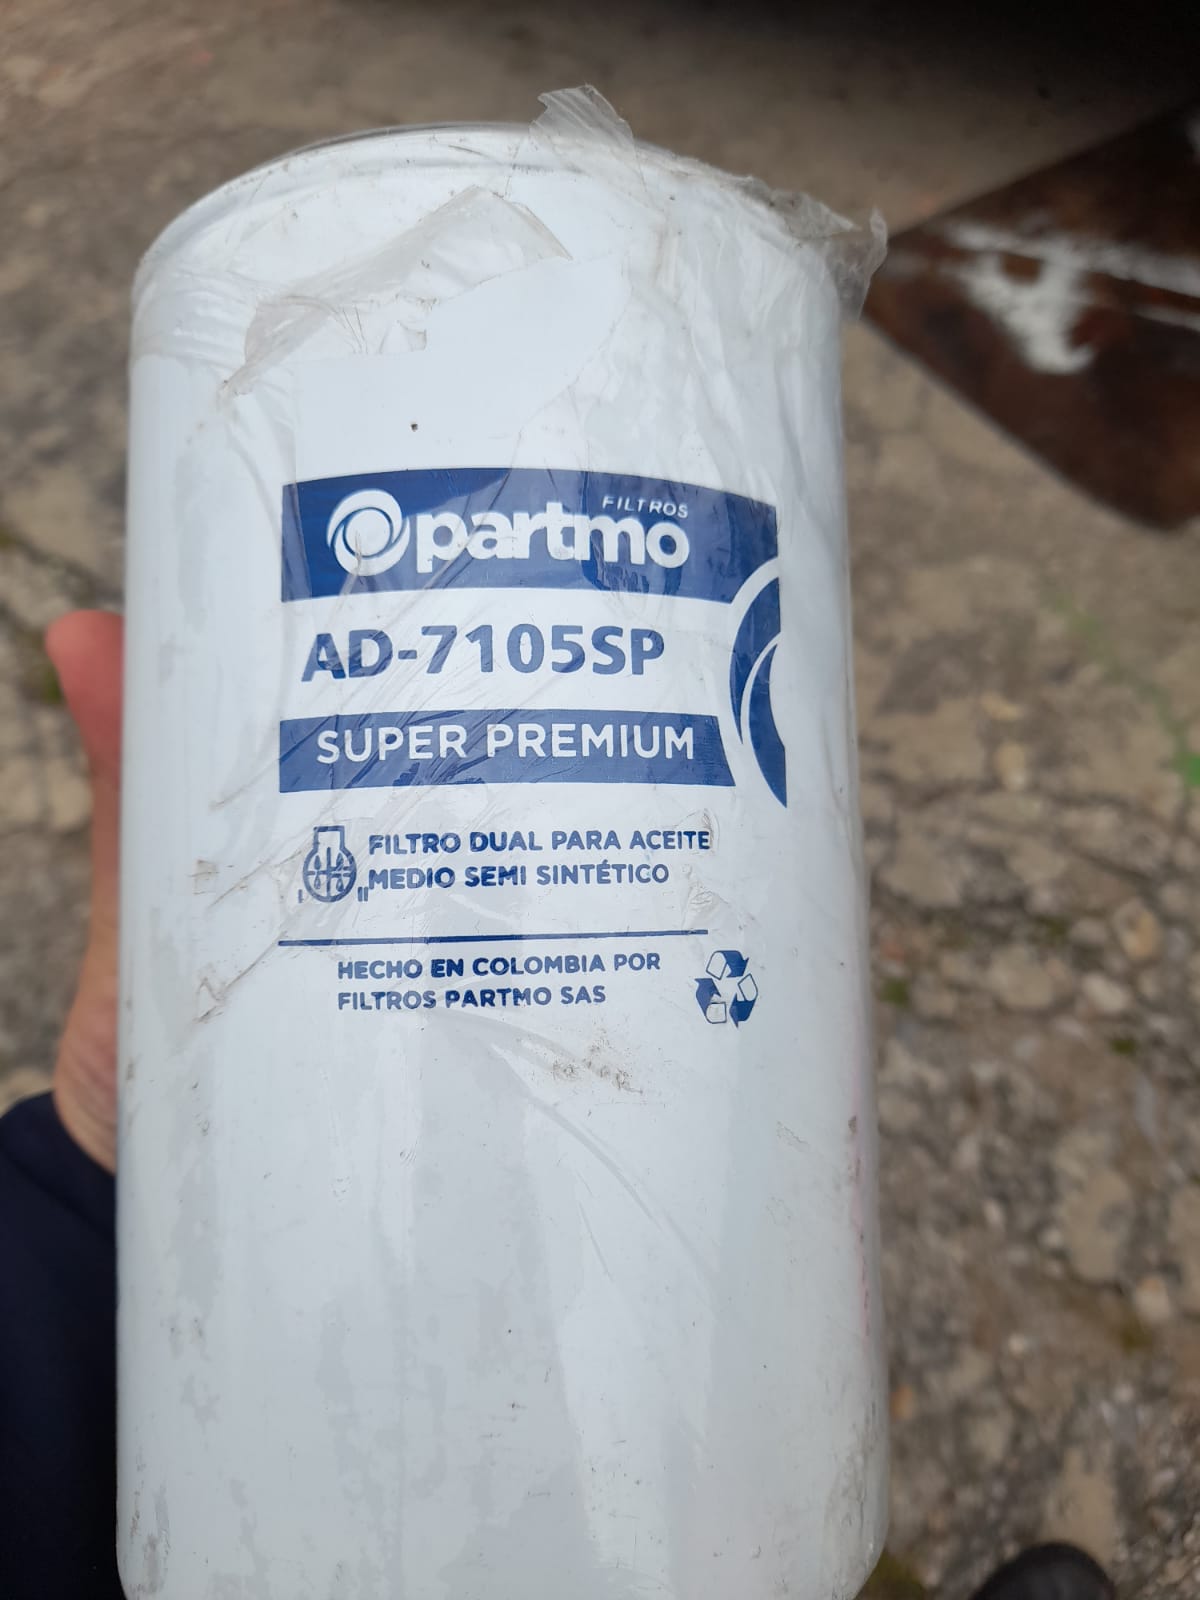 FILTROS
partmo
AD-7105SP
SUPER PREMIUM
FILTRO DUAL PARA ACEITE
MEDIO SEMI SINTÉTICO
HECHO EN COLOMBIA POR
FILTROS PARTMO SAS